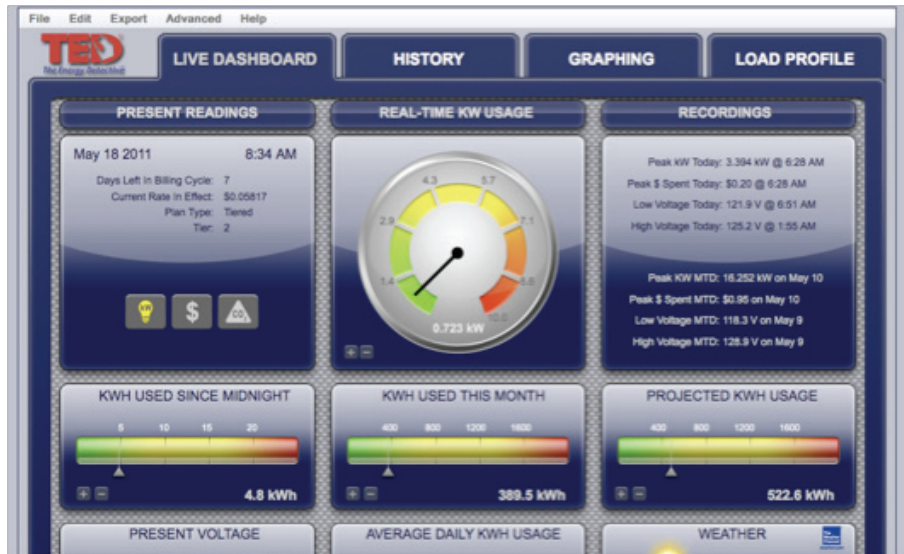 File Edit Export Advanced Help
TED
The Energy Detective
LIVE DASHBOARD
HISTORY
GRAPHING
LOAD PROFILE
PRESENT READINGS
May 18 2011 8:34 AM
Days Left In Billing Cycle: 7
Current Rate In Effect: $0.05817
Plan Type: Tiered
Tier: 2
kW
$
CO₂
REAL-TIME KW USAGE
4.3 5.7
2.9 7.1
1.4 8.6
10.0
0.723 kW
RECORDINGS
Peak kW Today: 3.394 kW @ 6:28 AM
Peak $ Spent Today: $0.20 @ 6:28 AM
Low Voltage Today: 121.9 V @ 6:51 AM
High Voltage Today: 125.2 V @ 1:55 AM
Peak KW MTD: 16.252 kW on May 10
Peak $ Spent MTD: $0.95 on May 10
Low Voltage MTD: 118.3 V on May 9
High Voltage MTD: 128.9 V on May 9
KWH USED SINCE MIDNIGHT
5 10 15 20
4.8 kWh
KWH USED THIS MONTH
400 800 1200 1600
389.5 kWh
PROJECTED KWH USAGE
400 800 1200 1600
522.6 kWh
PRESENT VOLTAGE
AVERAGE DAILY KWH USAGE
WEATHER